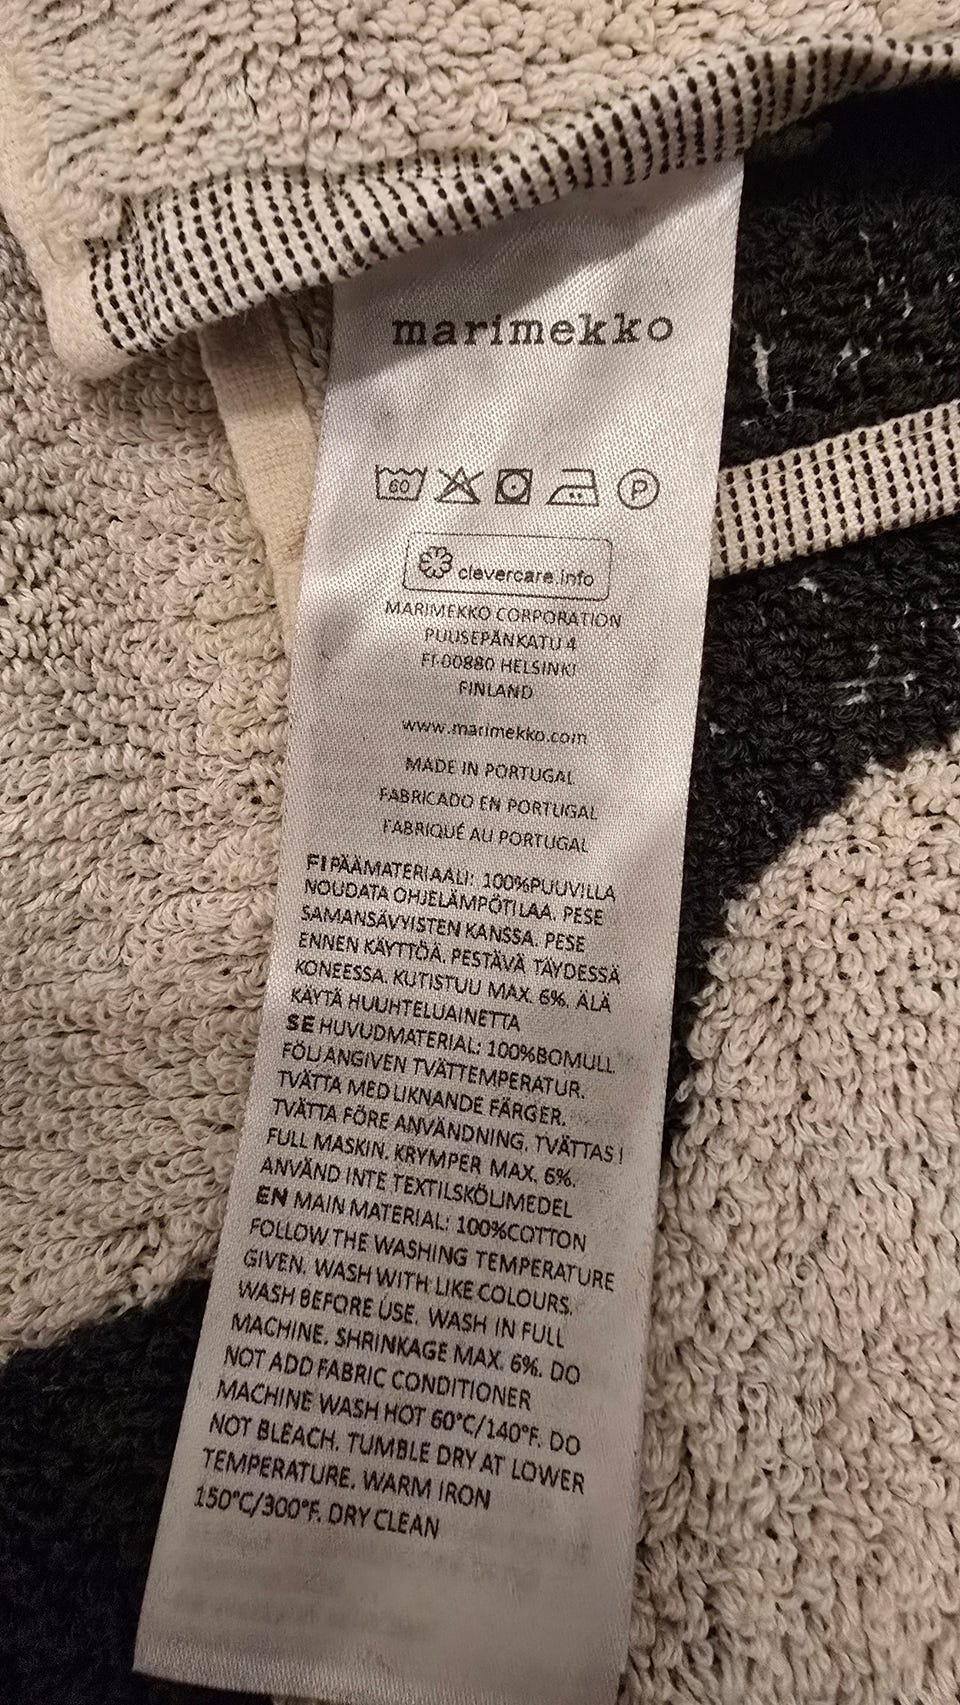 marimekko
60 P
clevercare.info
MARIMEKKO CORPORATION
PUUSEPÄNKATU 4
FI-00880 HELSINKI
FINLAND
www.marimekko.com
MADE IN PORTUGAL
FABRICADO EN PORTUGAL
FABRIQUÉ AU PORTUGAL
FI PÄÄMATERIAALI: 100%PUUVILLA
NOUDATA OHJELÄMPÖTILAA. PESE
SAMANSÄVYISTEN KANSSA. PESE
ENNEN KÄYTTÖÄ. PESTÄVÄ TÄYDESSÄ
KONEESSA. KUTISTUU MAX. 6%. ÄLÄ
KÄYTÄ HUUHTELUAINETTA
SE HUVUDMATERIAL: 100%BOMULL
FÖLJ ANGIVEN TVÄTTEMPERATUR.
TVÄTTA MED LIKNANDE FÄRGER.
TVÄTTA FÖRE ANVÄNDNING. TVÄTTAS I
FULL MASKIN. KRYMPER MAX. 6%.
ANVÄND INTE TEXTILSKÖLJMEDEL
EN MAIN MATERIAL: 100%COTTON
FOLLOW THE WASHING TEMPERATURE
GIVEN. WASH WITH LIKE COLOURS.
WASH BEFORE USE. WASH IN FULL
MACHINE. SHRINKAGE MAX. 6%. DO
NOT ADD FABRIC CONDITIONER
MACHINE WASH HOT 60°C/140°F. DO
NOT BLEACH. TUMBLE DRY AT LOWER
TEMPERATURE. WARM IRON
150°C/300°F. DRY CLEAN